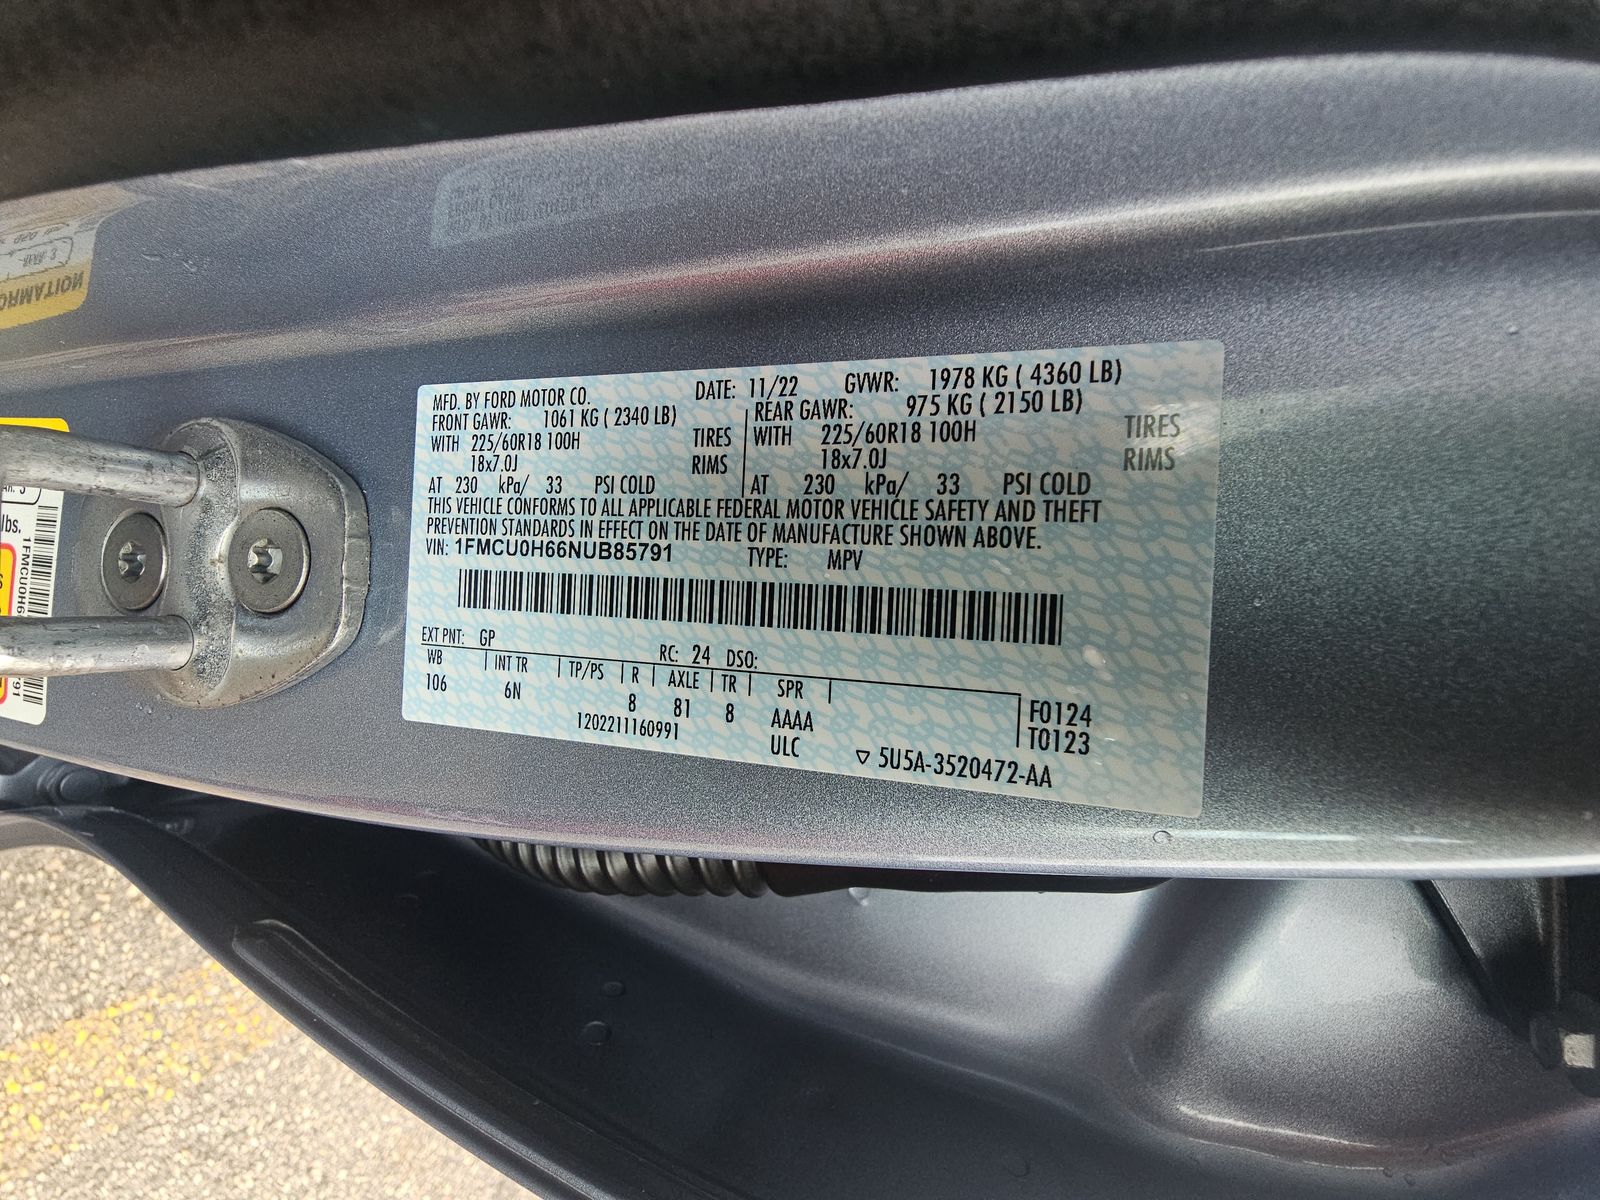 MFD. BY FORD MOTOR CO. DATE: 11/22 GVWR: 1978 KG ( 4360 LB)
FRONT GAWR: 1061 KG ( 2340 LB) REAR GAWR: 975 KG ( 2150 LB)
WITH 225/60R18 100H TIRES WITH 225/60R18 100H TIRES
18x7.0J RIMS 18x7.0J RIMS
AT 230 kPa/ 33 PSI COLD AT 230 kPa/ 33 PSI COLD
THIS VEHICLE CONFORMS TO ALL APPLICABLE FEDERAL MOTOR VEHICLE SAFETY AND THEFT
PREVENTION STANDARDS IN EFFECT ON THE DATE OF MANUFACTURE SHOWN ABOVE.
VIN: 1FMCU0H66NUB85791 TYPE: MPV
EXT PNT: GP RC: 24 DSO:
WB INT TR TP/PS R AXLE TR SPR
106 6N 8 81 8 AAAA F0124
1202211160991 ULC T0123
▽ 5U5A-3520472-AA
lbs.
1FMCU0H6
91